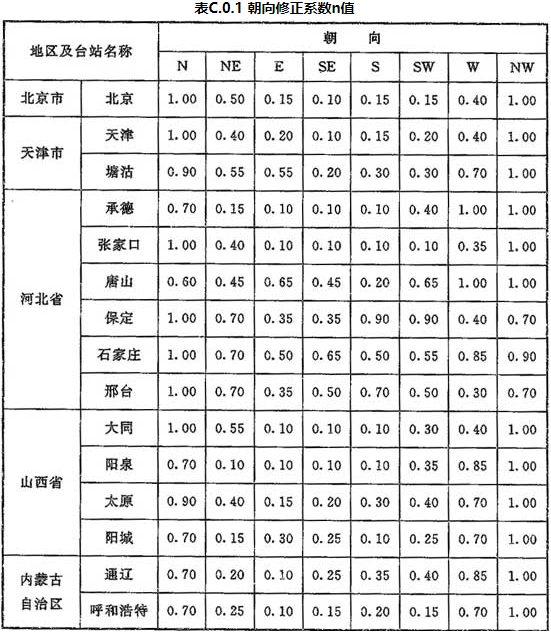 表C.0.1 朝向修正系数n值
地区及台站名称 朝 向
N NE E SE S SW W NW
北京市 北京 1.00 0.50 0.15 0.10 0.15 0.15 0.40 1.00
天津市 天津 1.00 0.40 0.20 0.10 0.15 0.20 0.40 1.00
塘沽 0.90 0.55 0.55 0.20 0.30 0.30 0.70 1.00
河北省 承德 0.70 0.15 0.10 0.10 0.10 0.40 1.00 1.00
张家口 1.00 0.40 0.10 0.10 0.10 0.10 0.35 1.00
唐山 0.60 0.45 0.65 0.45 0.20 0.65 1.00 1.00
保定 1.00 0.70 0.35 0.35 0.90 0.90 0.40 0.70
石家庄 1.00 0.70 0.50 0.65 0.50 0.55 0.85 0.90
邢台 1.00 0.70 0.35 0.50 0.70 0.50 0.30 0.70
山西省 大同 1.00 0.55 0.10 0.10 0.10 0.30 0.40 1.00
阳泉 0.70 0.10 0.10 0.10 0.10 0.35 0.85 1.00
太原 0.90 0.40 0.15 0.20 0.30 0.40 0.70 1.00
阳城 0.70 0.15 0.30 0.25 0.10 0.25 0.70 1.00
内蒙古
自治区 通辽 0.70 0.20 0.10 0.25 0.35 0.40 0.85 1.00
呼和浩特 0.70 0.25 0.10 0.15 0.20 0.15 0.70 1.00